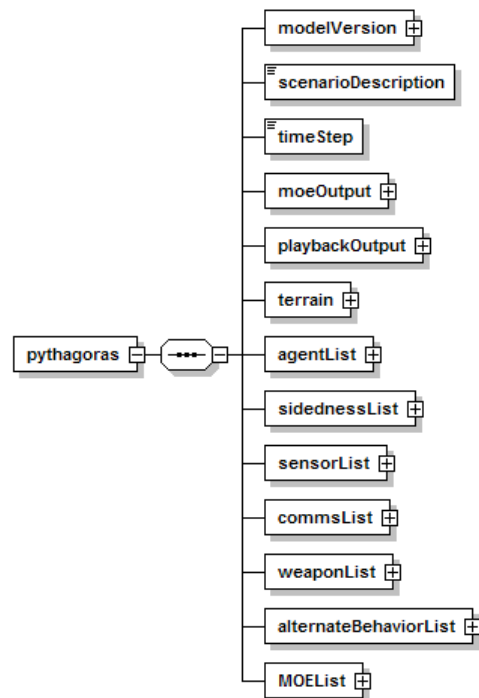 modelVersion
scenarioDescription
timeStep
moeOutput
playbackOutput
terrain
pythagoras
agentList
sidednessList
sensorList
commsList
weaponList
alternateBehaviorList
MOEList